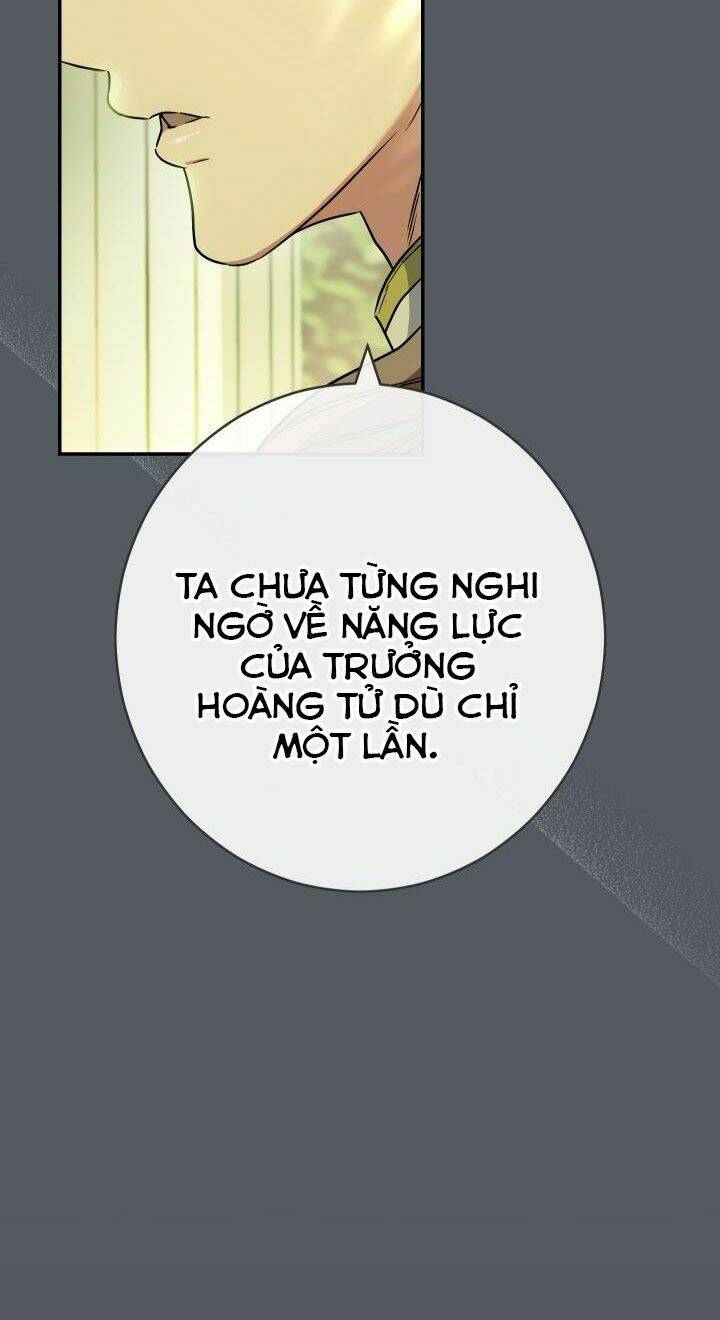 TA CHƯA TỪNG NGHI
NGỜ VỀ NĂNG LỰC
CỦA TRƯỞNG
HOÀNG TỬ DÙ CHỈ
MỘT LẦN.